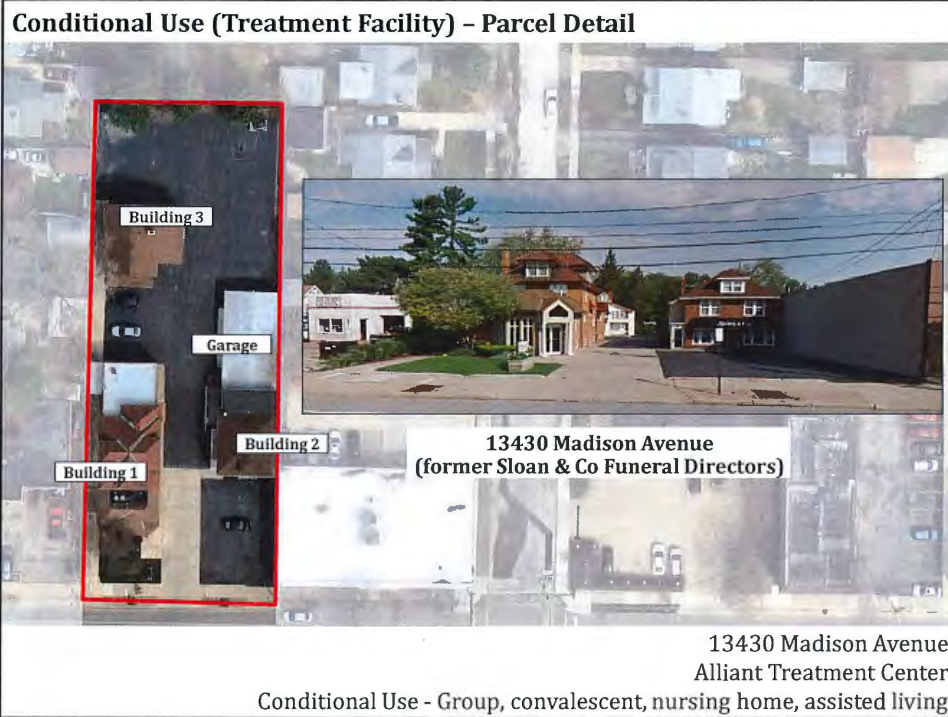 Conditional Use (Treatment Facility) – Parcel Detail
Building 3
Garage
Building 2
Building 1
13430 Madison Avenue
(former Sloan & Co Funeral Directors)
13430 Madison Avenue
Alliant Treatment Center
Conditional Use - Group, convalescent, nursing home, assisted living